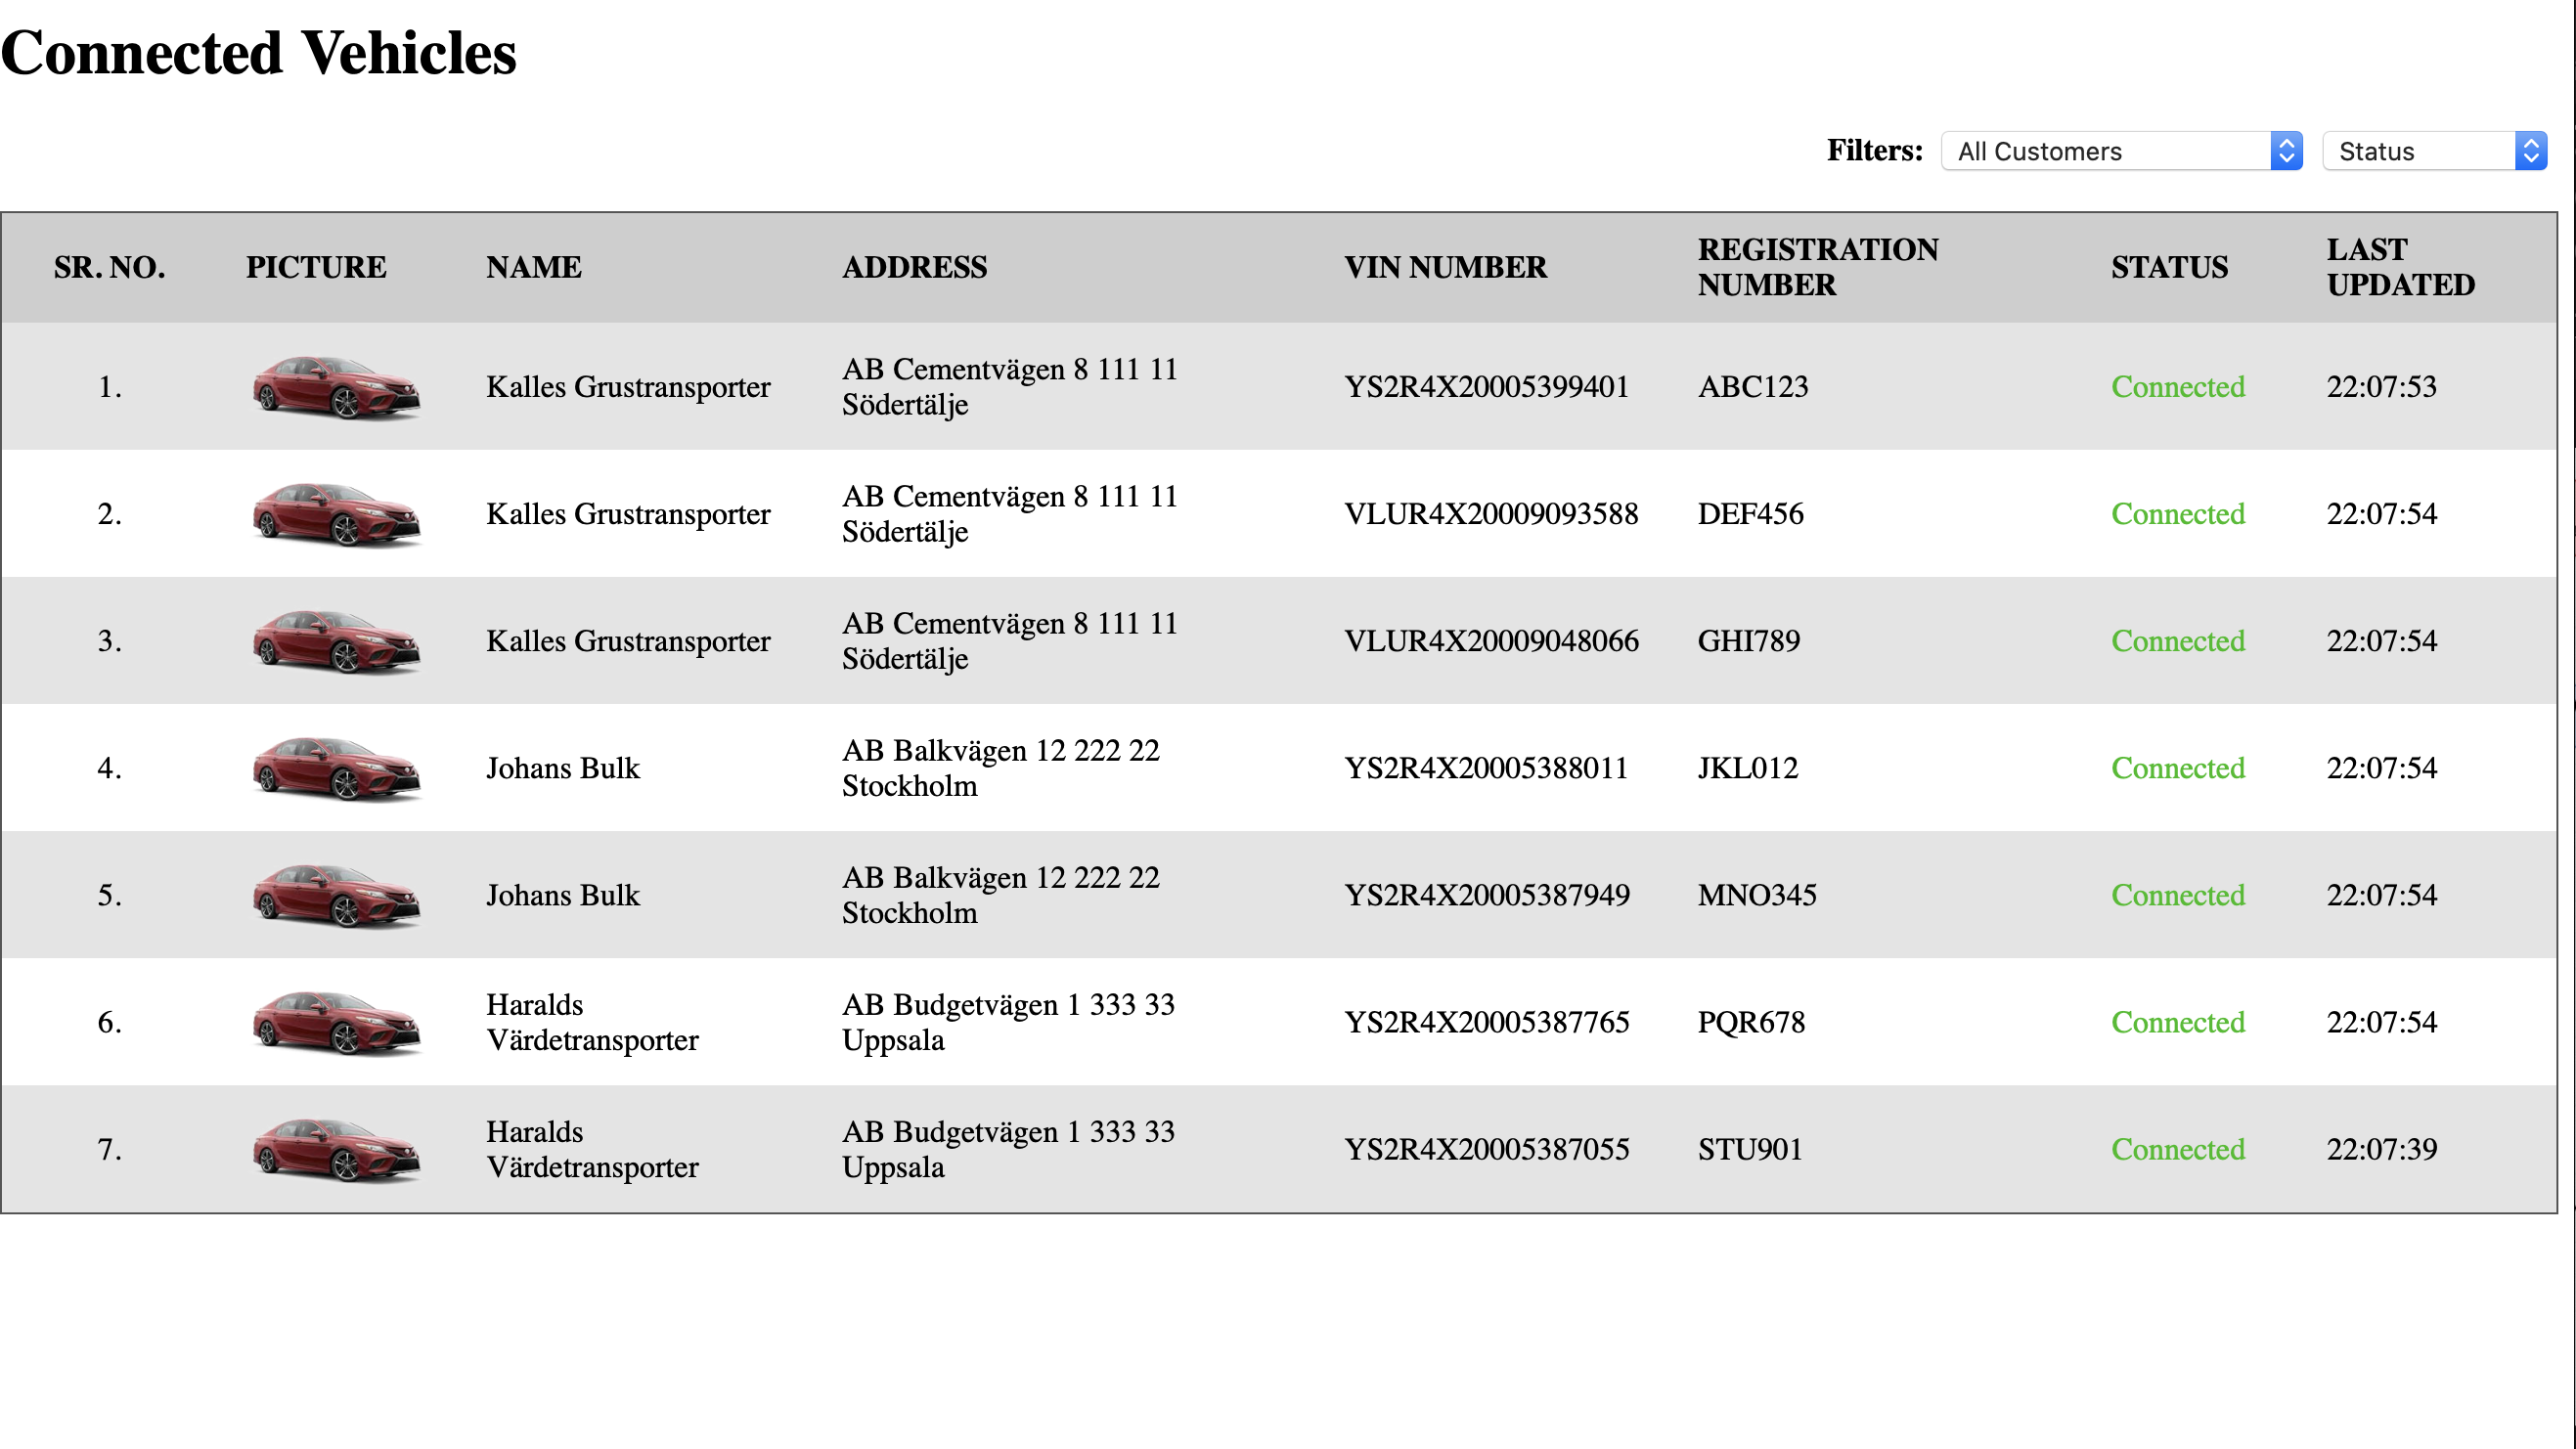 Connected Vehicles
Filters: All Customers Status
SR. NO. PICTURE NAME ADDRESS VIN NUMBER REGISTRATION NUMBER STATUS LAST UPDATED
1. Kalles Grustransporter AB Cementvägen 8 111 11 Södertälje YS2R4X20005399401 ABC123 Connected 22:07:53
2. Kalles Grustransporter AB Cementvägen 8 111 11 Södertälje VLUR4X20009093588 DEF456 Connected 22:07:54
3. Kalles Grustransporter AB Cementvägen 8 111 11 Södertälje VLUR4X20009048066 GHI789 Connected 22:07:54
4. Johans Bulk AB Balkvägen 12 222 22 Stockholm YS2R4X20005388011 JKL012 Connected 22:07:54
5. Johans Bulk AB Balkvägen 12 222 22 Stockholm YS2R4X20005387949 MNO345 Connected 22:07:54
6. Haralds Värdetransporter AB Budgetvägen 1 333 33 Uppsala YS2R4X20005387765 PQR678 Connected 22:07:54
7. Haralds Värdetransporter AB Budgetvägen 1 333 33 Uppsala YS2R4X20005387055 STU901 Connected 22:07:39